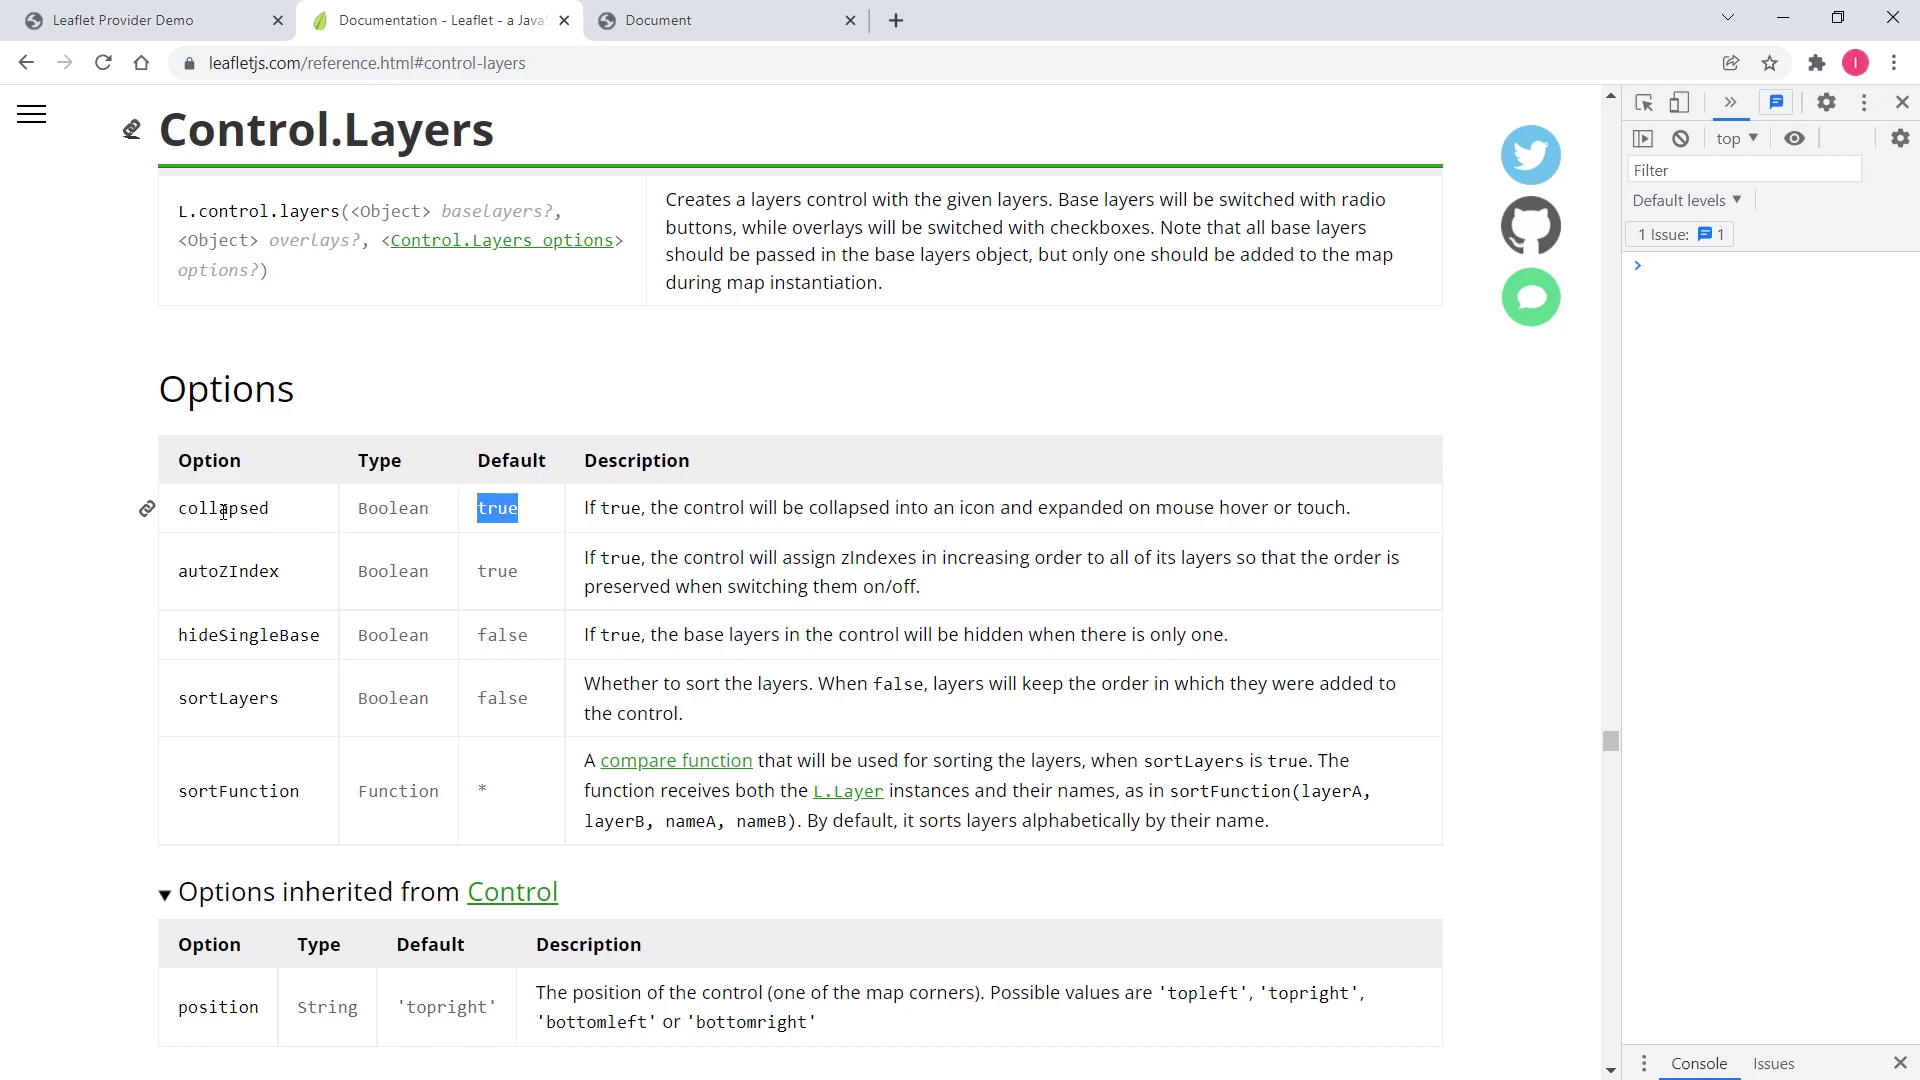 Leaflet Provider Demo
Documentation - Leaflet - a JavaS
Document
leafletjs.com/reference.html#control-layers
Control.Layers
L.control.layers(<Object> baselayers?,
<Object> overlays?, <Control.Layers options>
options?)
Creates a layers control with the given layers. Base layers will be switched with radio
buttons, while overlays will be switched with checkboxes. Note that all base layers
should be passed in the base layers object, but only one should be added to the map
during map instantiation.
Options
Option Type Default Description
collapsed Boolean true If true, the control will be collapsed into an icon and expanded on mouse hover or touch.
autoZIndex Boolean true If true, the control will assign zIndexes in increasing order to all of its layers so that the order is
preserved when switching them on/off.
hideSingleBase Boolean false If true, the base layers in the control will be hidden when there is only one.
sortLayers Boolean false Whether to sort the layers. When false, layers will keep the order in which they were added to
the control.
sortFunction Function * A compare function that will be used for sorting the layers, when sortLayers is true. The
function receives both the L.Layer instances and their names, as in sortFunction(layerA,
layerB, nameA, nameB). By default, it sorts layers alphabetically by their name.
Options inherited from Control
Option Type Default Description
position String 'topright' The position of the control (one of the map corners). Possible values are 'topleft', 'topright',
'bottomleft' or 'bottomright'
I
top
Filter
Default levels
1 Issue: 1
Console Issues